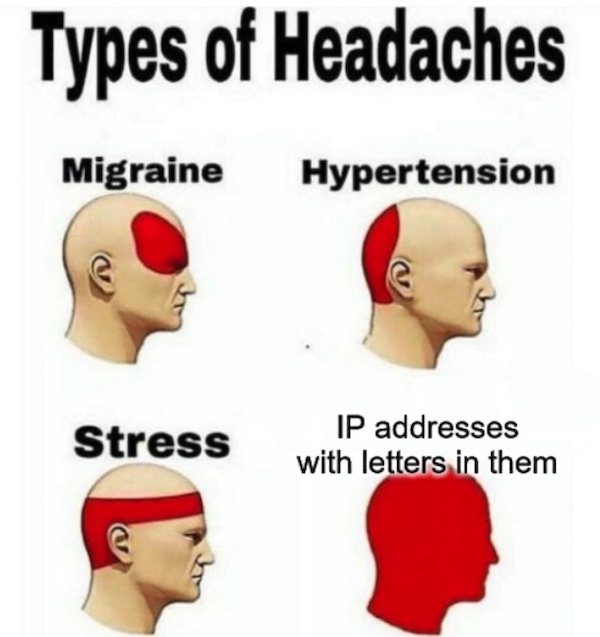 Types of Headaches
Migraine
Hypertension
Stress
IP addresses
with letters in them